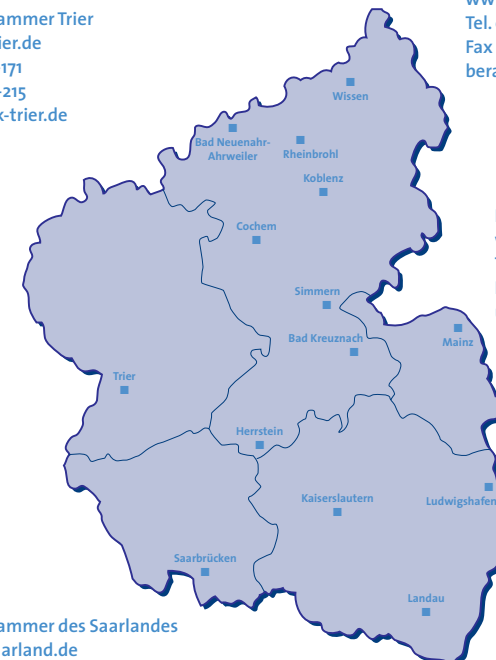 ammer Trier
ier.de
-171
-215
k-trier.de
Tel.
Fax
bera
Wissen
Bad Neuenahr-
Ahrweiler
Rheinbrohl
Koblenz
Cochem
Simmern
Bad Kreuznach
Mainz
Trier
Herrstein
Kaiserslautern
Ludwigshafen
Saarbrücken
Landau
ammer des Saarlandes
aarland.de